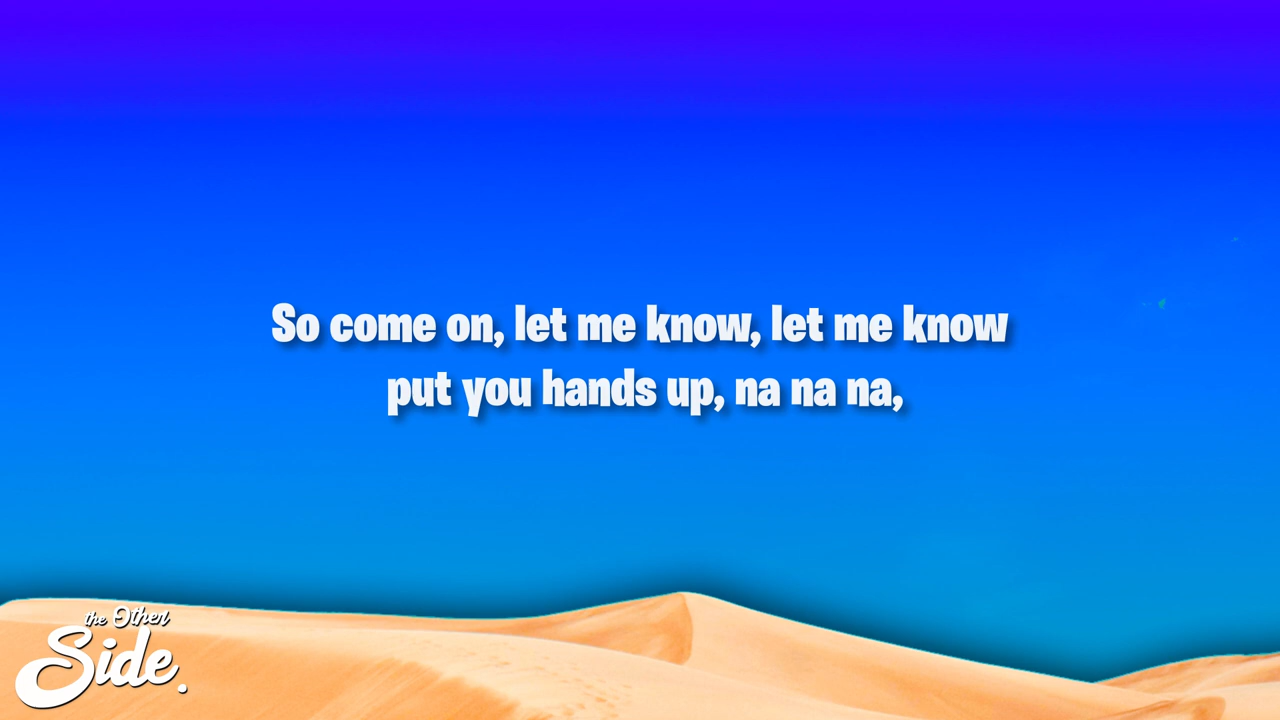 So come on, let me know, let me know
put you hands up, na na na,
the Other
Side.